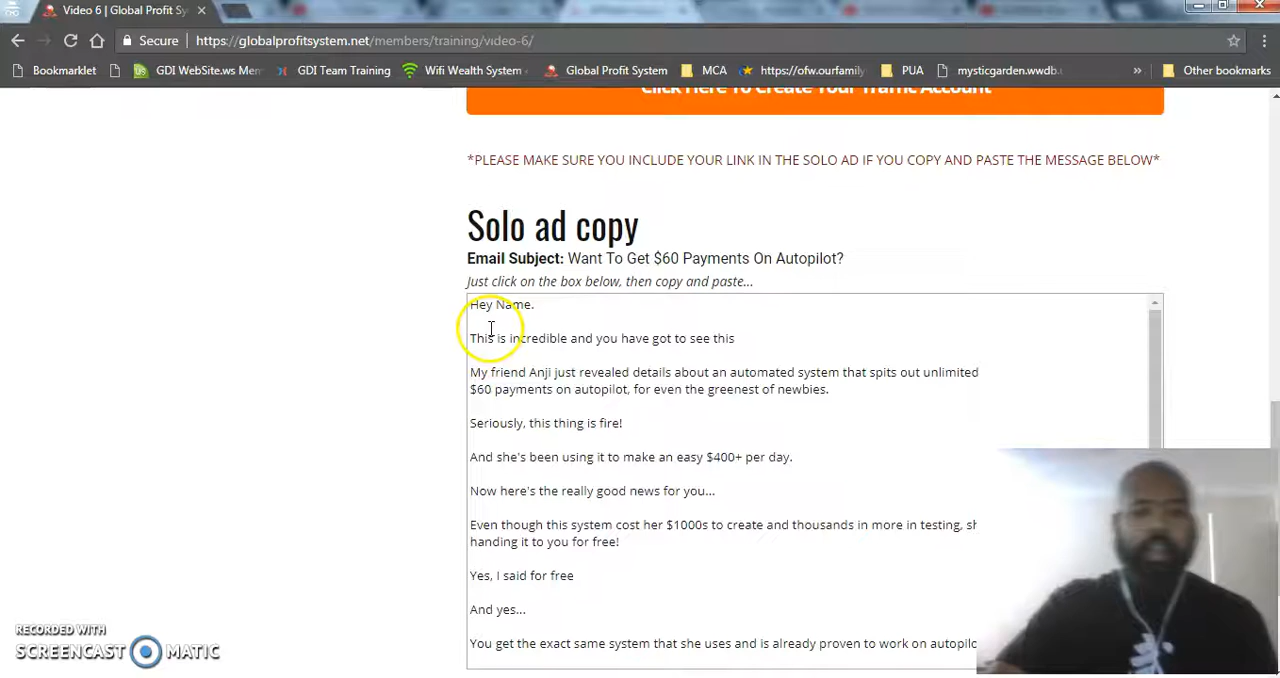 Video 6 | Global Profit Sy
Secure https://globalprofitsystem.net/members/training/video-6/
Bookmarklet GDI WebSite.ws Mem GDI Team Training Wifi Wealth System Global Profit System MCA https://ofw.ourfamily PUA mysticgarden.wwdb. » Other bookmarks
Click Here To Create Your Traffic Account
*PLEASE MAKE SURE YOU INCLUDE YOUR LINK IN THE SOLO AD IF YOU COPY AND PASTE THE MESSAGE BELOW*
Solo ad copy
Email Subject: Want To Get $60 Payments On Autopilot?
Just click on the box below, then copy and paste...
Hey Name.
This is incredible and you have got to see this
My friend Anji just revealed details about an automated system that spits out unlimited
$60 payments on autopilot, for even the greenest of newbies.
Seriously, this thing is fire!
And she's been using it to make an easy $400+ per day.
Now here's the really good news for you...
Even though this system cost her $1000s to create and thousands in more in testing, sh
handing it to you for free!
Yes, I said for free
And yes...
You get the exact same system that she uses and is already proven to work on autopilo
RECORDED WITH
SCREENCAST MATIC